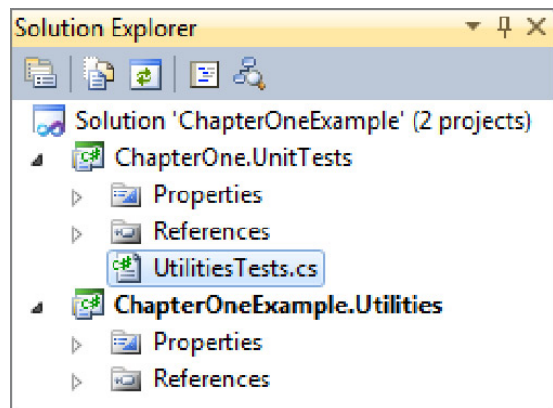 Solution Explorer
Solution 'ChapterOneExample' (2 projects)
ChapterOne.UnitTests
Properties
References
UtilitiesTests.cs
ChapterOneExample.Utilities
Properties
References